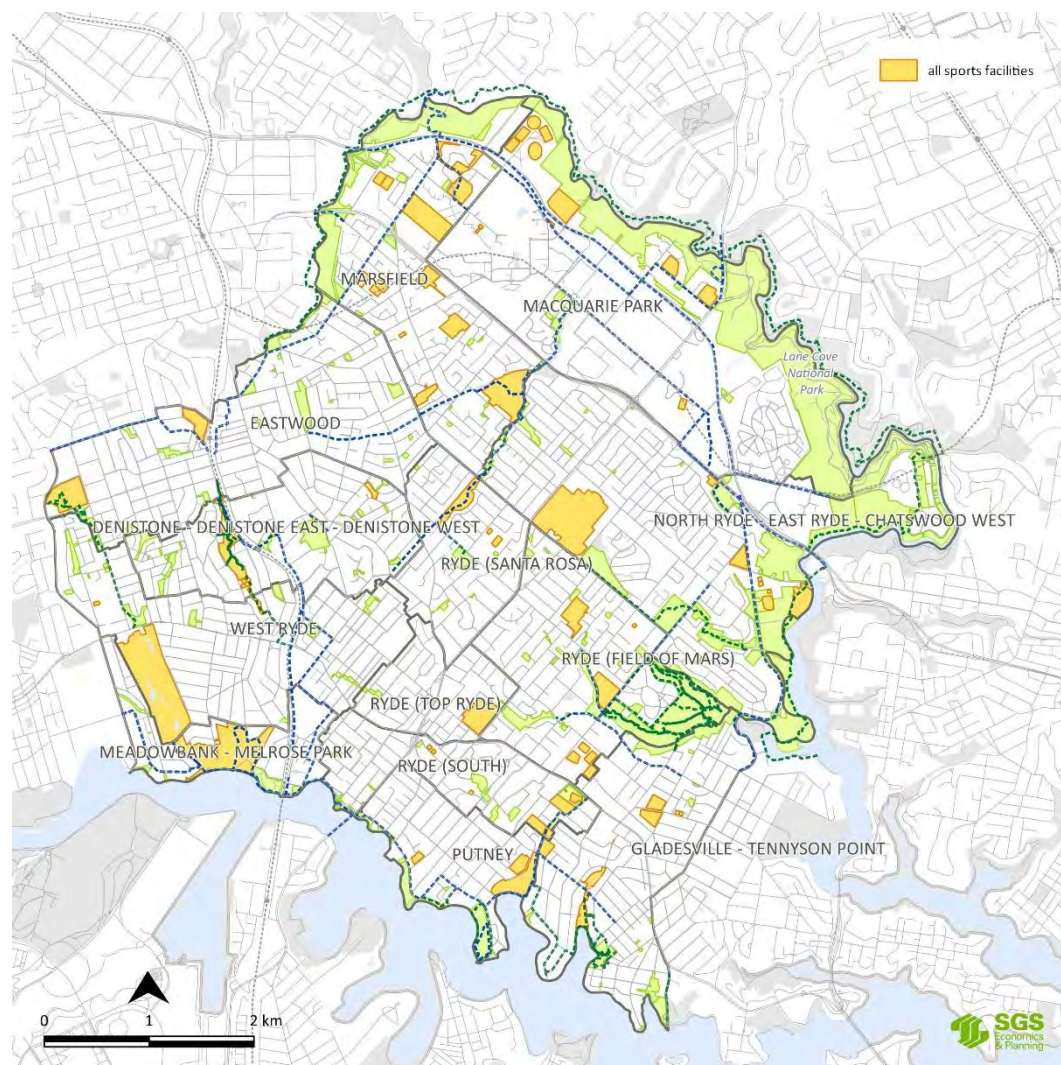 all sports facilities
MARSFIELD
MACQUARIE PARK
Lane Cove
National
Park
EASTWOOD
DENISTONE - DENISTONE EAST - DENISTONE WEST
NORTH RYDE - EAST RYDE - CHATSWOOD WEST
RYDE (SANTA ROSA)
WEST RYDE
RYDE (FIELD OF MARS)
RYDE (TOP RYDE)
MEADOWBANK - MELROSE PARK
RYDE (SOUTH)
PUTNEY
GLADESVILLE - TENNYSON POINT
0 1 2 km
SGS
Economics
& Planning